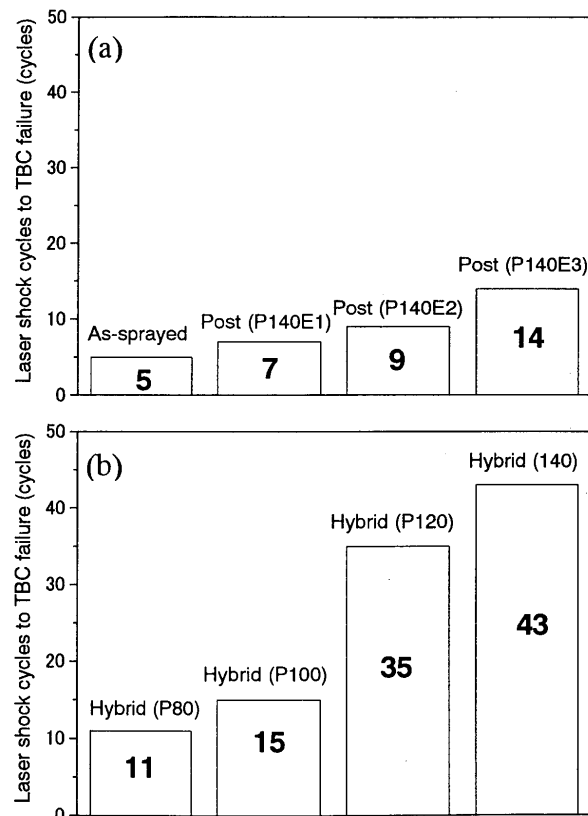 50
(a)
40
30
20
10
0
Laser shock cycles to TBC failure (cycles)
As-sprayed
5
Post (P140E1)
7
Post (P140E2)
9
Post (P140E3)
14
50
(b)
40
30
20
10
0
Laser shock cycles to TBC failure (cycles)
Hybrid (P80)
11
Hybrid (P100)
15
Hybrid (P120)
35
Hybrid (140)
43